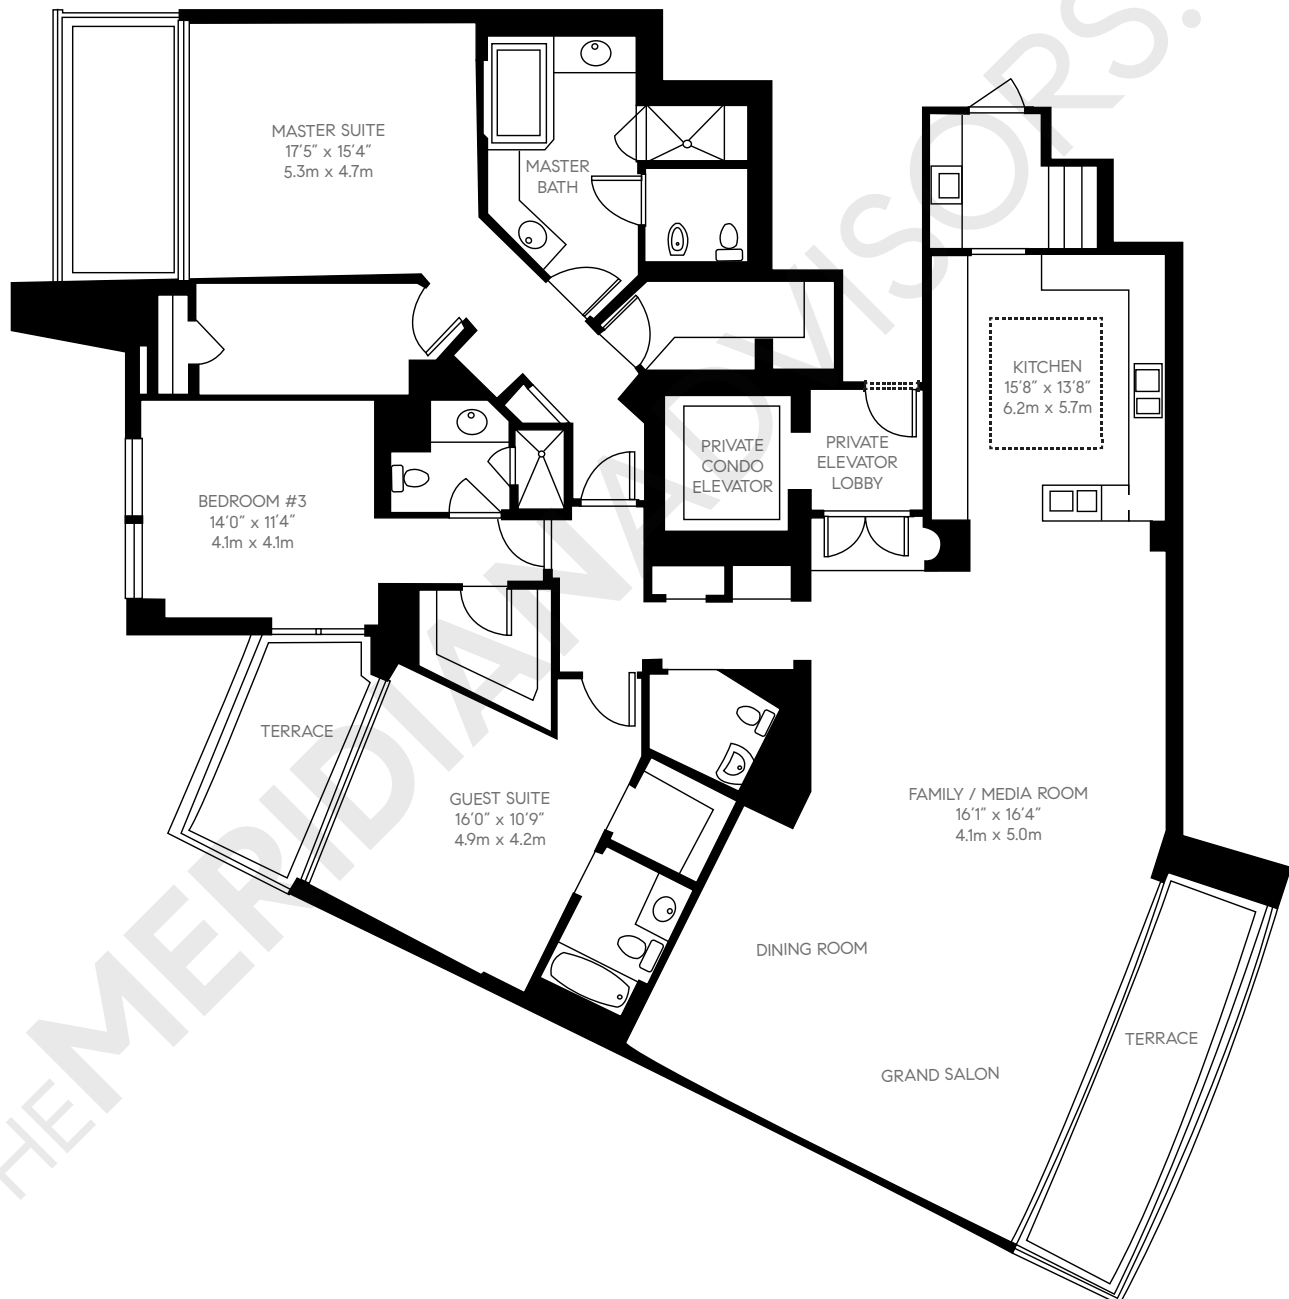 MASTER SUITE
17'5" x 15'4"
5.3m x 4.7m
MASTER
BATH
KITCHEN
15'8" x 13'8"
6.2m x 5.7m
PRIVATE
CONDO
ELEVATOR
PRIVATE
ELEVATOR
LOBBY
BEDROOM #3
14'0" x 11'4"
4.1m x 4.1m
TERRACE
GUEST SUITE
16'0" x 10'9"
4.9m x 4.2m
FAMILY / MEDIA ROOM
16'1" x 16'4"
4.1m x 5.0m
DINING ROOM
GRAND SALON
TERRACE
THEMERIDIANADVISORS.